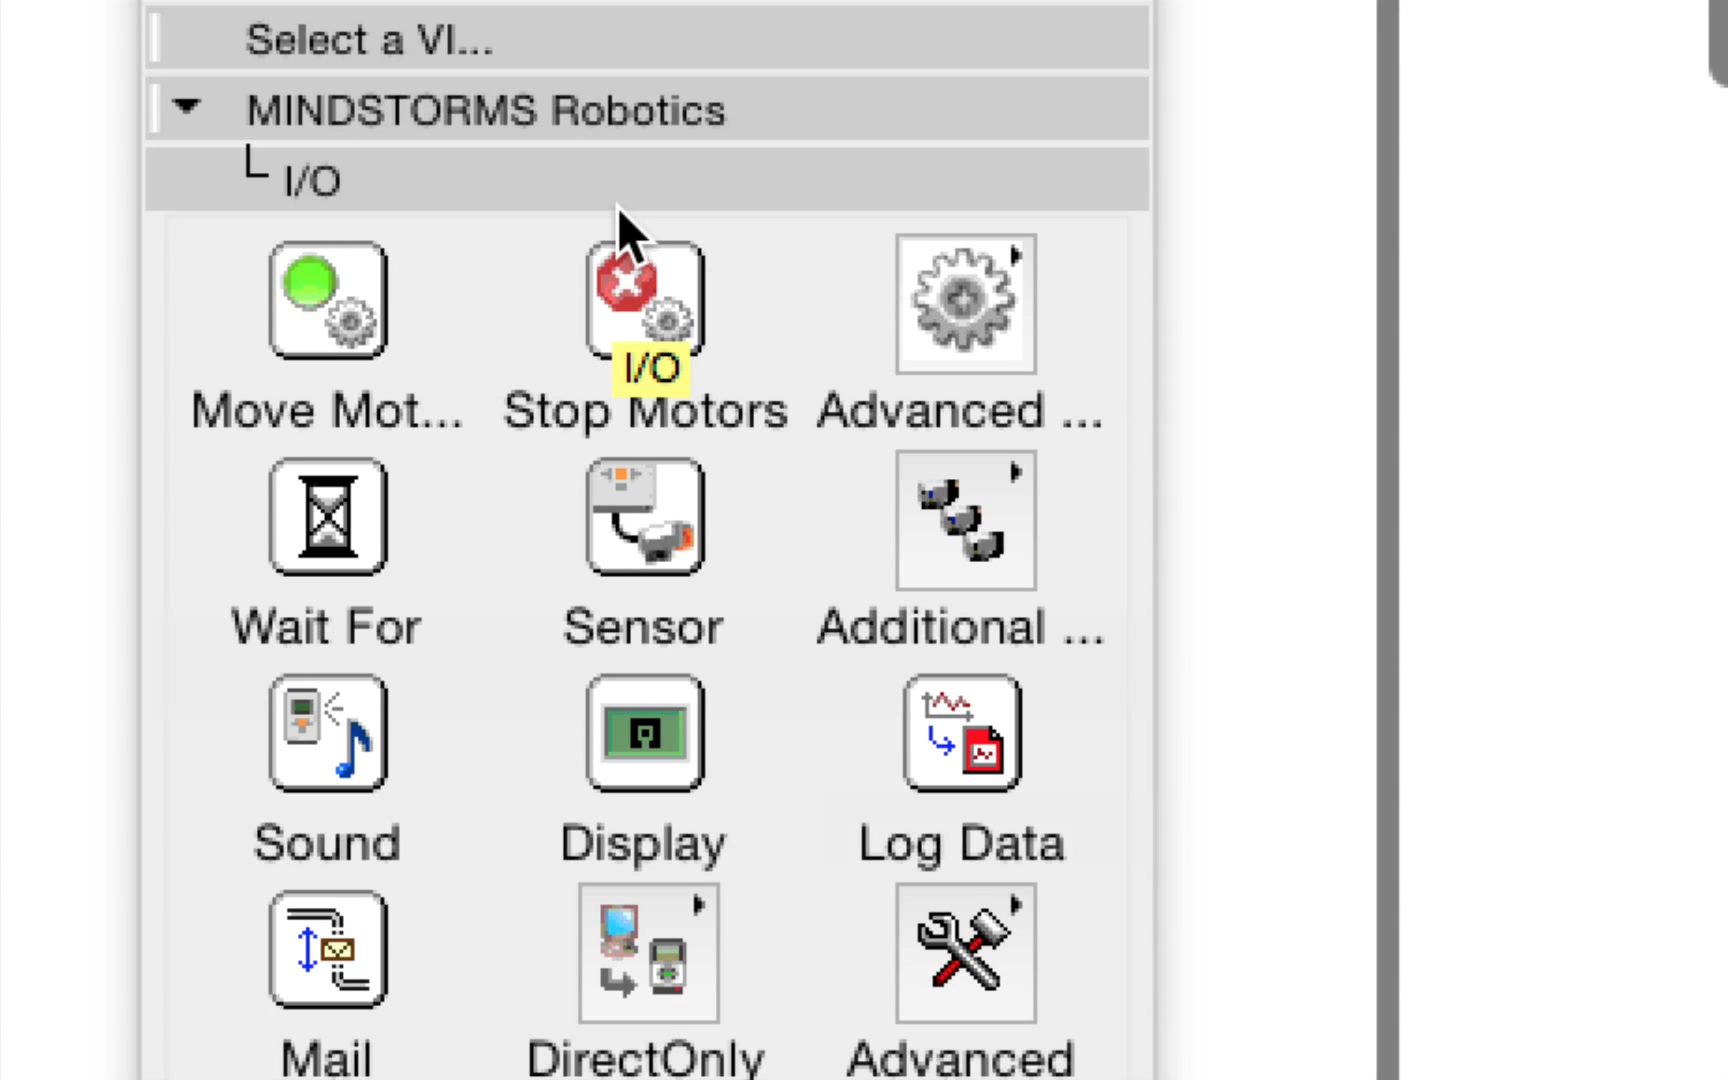 Select a VI...
MINDSTORMS Robotics
I/O
Move Mot... Stop Motors Advanced ...
I/O
Wait For Sensor Additional ...
Sound Display Log Data
Mail DirectOnly Advanced